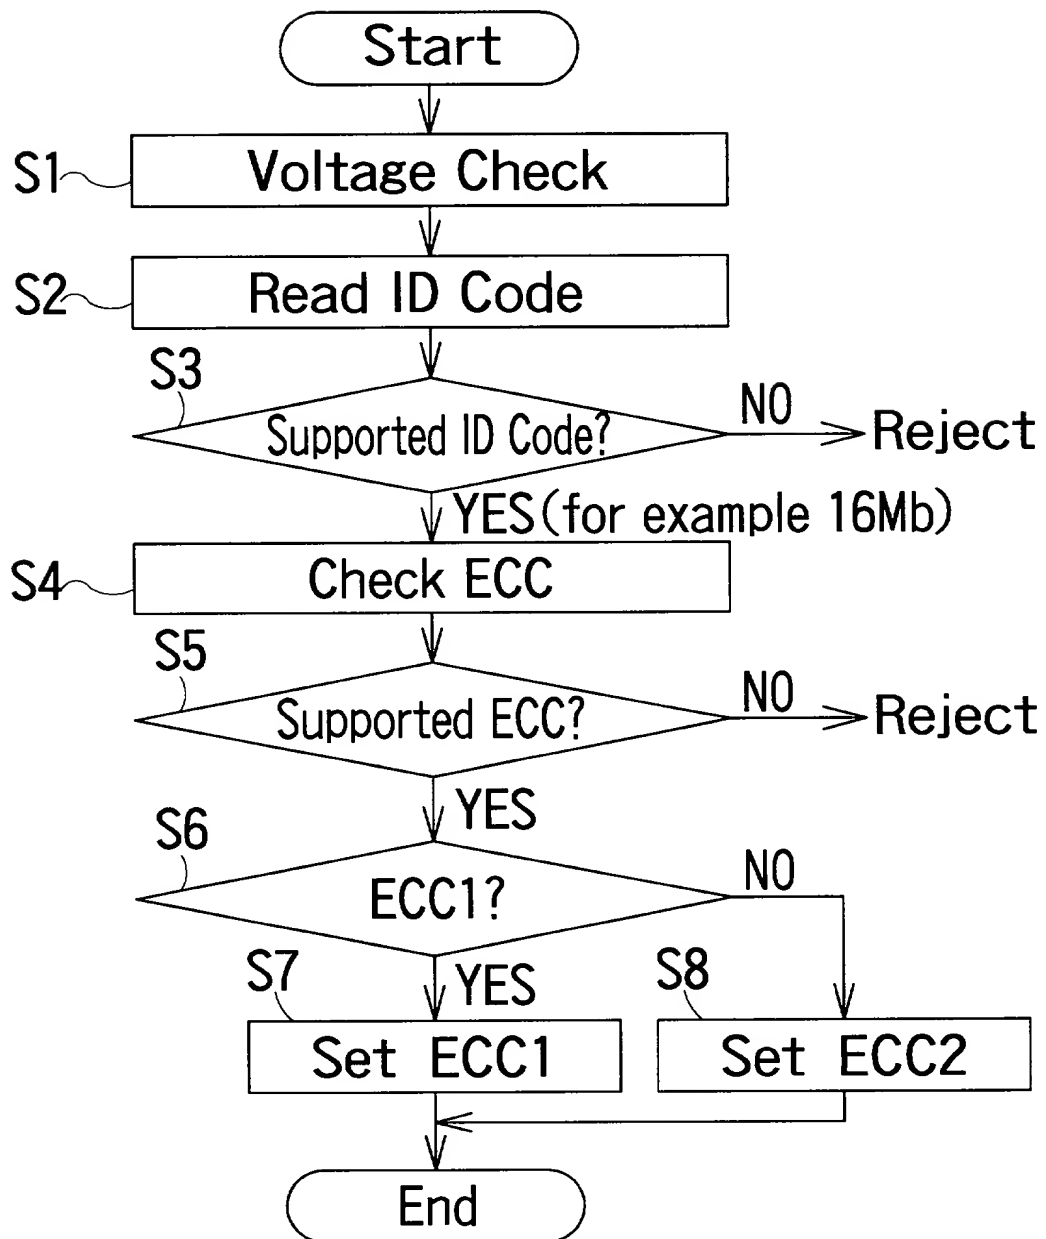 Start
S1
Voltage Check
S2
Read ID Code
S3
Supported ID Code?
NO
Reject
YES(for example 16Mb)
S4
Check ECC
S5
Supported ECC?
NO
Reject
YES
S6
ECC1?
NO
YES
S7
Set ECC1
S8
Set ECC2
End